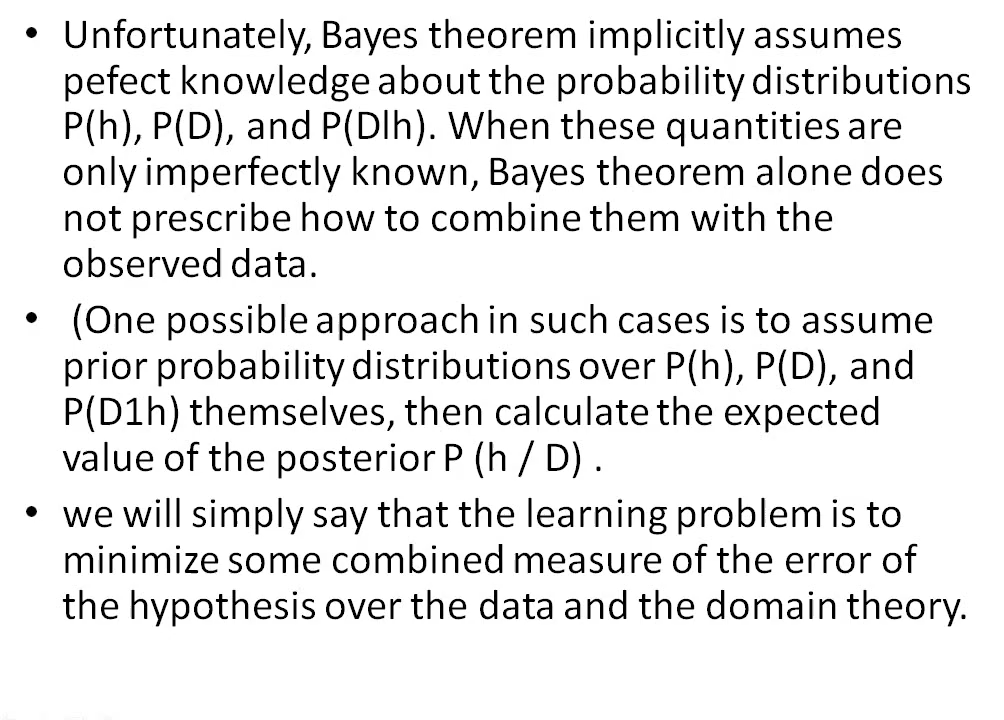 • Unfortunately, Bayes theorem implicitly assumes
pefect knowledge about the probability distributions
P(h), P(D), and P(Dlh). When these quantities are
only imperfectly known, Bayes theorem alone does
not prescribe how to combine them with the
observed data.
• (One possible approach in such cases is to assume
prior probability distributions over P(h), P(D), and
P(D1h) themselves, then calculate the expected
value of the posterior P (h / D) .
• we will simply say that the learning problem is to
minimize some combined measure of the error of
the hypothesis over the data and the domain theory.